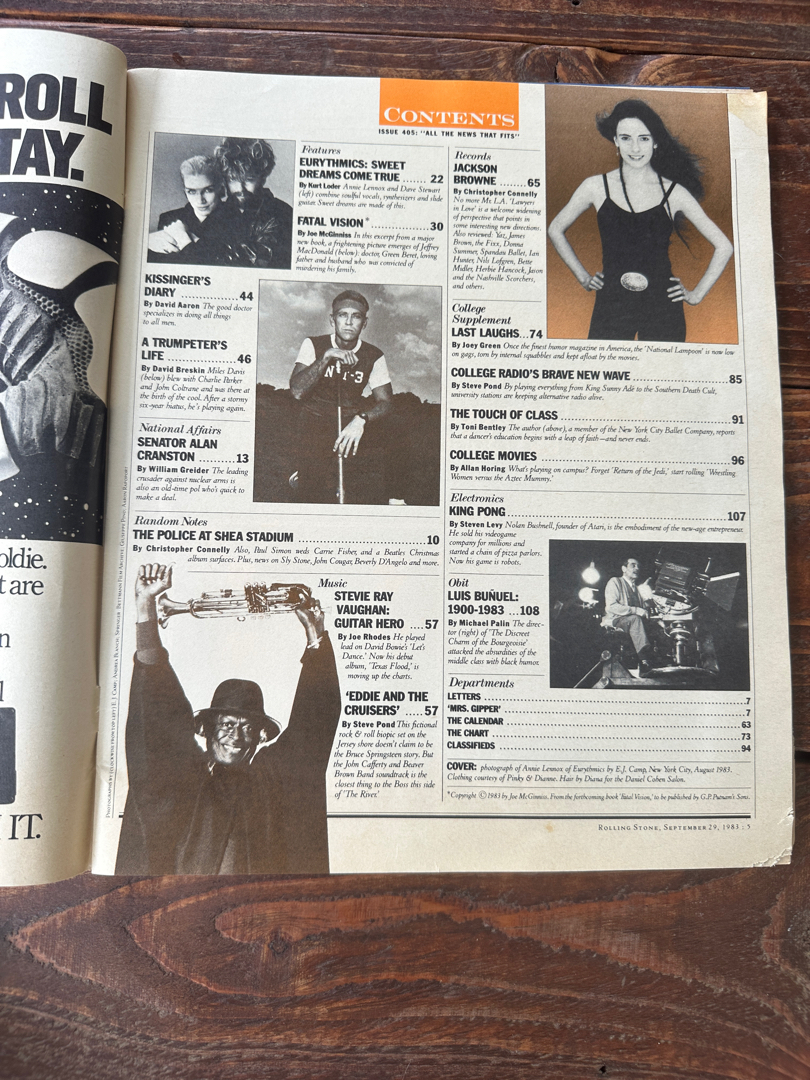 ROLL
TAY.
oldie.
t are
n
l
IT.
CONTENTS
ISSUE 405: "ALL THE NEWS THAT FITS"
Features
EURYTHMICS: SWEET
DREAMS COME TRUE ....... 22
By Kurt Loder Annie Lennox and Dave Stewart
(left) combine soulful vocals, synthesizers and slide
guitar. Sweet dreams are made of this.
FATAL VISION* .................. 30
By Joe McGinniss In this excerpt from a major
new book, a frightening picture emerges of Jeffrey
MacDonald (below): doctor, Green Beret, loving
father and husband who was convicted of
murdering his family.
KISSINGER'S
DIARY ................ 44
By David Aaron The good doctor
specializes in doing all things
to all men.
A TRUMPETER'S
LIFE .................... 46
By David Breskin Miles Davis
(below) blew with Charlie Parker
and John Coltrane and was there at
the birth of the cool. After a stormy
six-year hiatus, he's playing again.
National Affairs
SENATOR ALAN
CRANSTON ............ 13
By William Greider The leading
crusader against nuclear arms is
also an old-time pol who's quick to
make a deal.
N 3
Random Notes
THE POLICE AT SHEA STADIUM .................................. 10
By Christopher Connelly Also, Paul Simon weds Carrie Fisher, and a Beatles Christmas
album surfaces. Plus, news on Sly Stone, John Cougar, Beverly D'Angelo and more.
Music
STEVIE RAY
VAUGHAN:
GUITAR HERO .... 57
By Joe Rhodes He played
lead on David Bowie's 'Let's
Dance.' Now his debut
album, 'Texas Flood,' is
moving up the charts.
'EDDIE AND THE
CRUISERS' ..... 57
By Steve Pond This fictional
rock & roll biopic set on the
Jersey shore doesn't claim to be
the Bruce Springsteen story. But
the John Cafferty and Beaver
Brown Band soundtrack is the
closest thing to the Boss this side
of 'The River.'
Records
JACKSON
BROWNE ........ 65
By Christopher Connelly
No more Mr. L.A. 'Lawyers
in Love' is a welcome widening
of perspective that points in
some interesting new directions.
Also reviewed: Yaz, James
Brown, the Fixx, Donna
Summer, Spandau Ballet, Ian
Hunter, Nils Lofgren, Bette
Midler, Herbie Hancock, Jason
and the Nashville Scorchers,
and others.
College
Supplement
LAST LAUGHS... 74
By Joey Green Once the finest humor magazine in America, the 'National Lampoon' is now low
on gags, torn by internal squabbles and kept afloat by the movies.
COLLEGE RADIO'S BRAVE NEW WAVE ............................ 85
By Steve Pond By playing everything from King Sunny Adé to the Southern Death Cult,
university stations are keeping alternative radio alive.
THE TOUCH OF CLASS ................................................ 91
By Toni Bentley The author (above), a member of the New York City Ballet Company, reports
that a dancer's education begins with a leap of faith—and never ends.
COLLEGE MOVIES ...................................................... 96
By Allan Horing What's playing on campus? Forget 'Return of the Jedi,' start rolling 'Wrestling
Women versus the Aztec Mummy.'
Electronics
KING PONG ............................................................ 107
By Steven Levy Nolan Bushnell, founder of Atari, is the embodiment of the new-age entrepreneur.
He sold his videogame
company for millions and
started a chain of pizza parlors.
Now his game is robots.
Obit
LUIS BUÑUEL:
1900-1983 ... 108
By Michael Palin The direc-
tor (right) of 'The Discreet
Charm of the Bourgeoisie'
attacked the absurdities of the
middle class with black humor.
Departments
LETTERS ................................................................ 7
'MRS. GIPPER' ........................................................ 7
THE CALENDAR ...................................................... 63
THE CHART ............................................................ 73
CLASSIFIEDS .......................................................... 94
COVER: photograph of Annie Lennox of Eurythmics by E.J. Camp, New York City, August 1983.
Clothing courtesy of Pinky & Dianne. Hair by Diana for the Daniel Cohen Salon.
*Copyright ©1983 by Joe McGinniss. From the forthcoming book 'Fatal Vision,' to be published by G.P. Putnam's Sons.
ROLLING STONE, SEPTEMBER 29, 1983 : 5